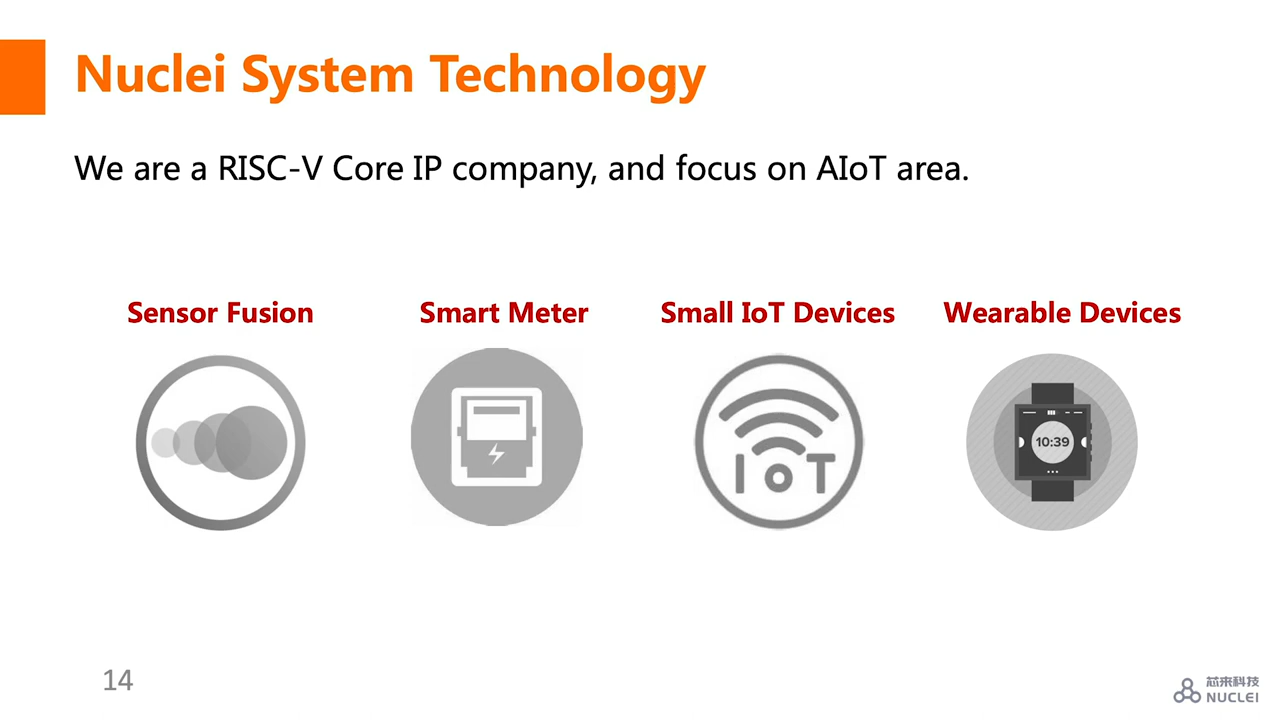 Nuclei System Technology
We are a RISC-V Core IP company, and focus on AIoT area.
Sensor Fusion
Smart Meter
Small IoT Devices
Wearable Devices
IoT
10:39
14
芯来科技
NUCLEI